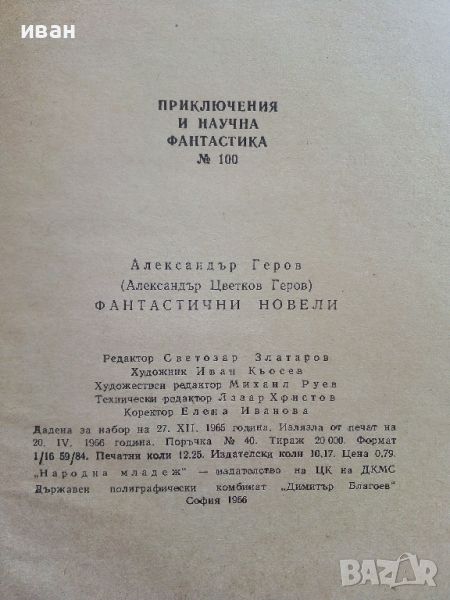 иван
ПРИКЛЮЧЕНИЯ
И НАУЧНА
ФАНТАСТИКА
№ 100
Александър Геров
(Александър Цветков Геров)
ФАНТАСТИЧНИ НОВЕЛИ
Редактор Светозар Златаров
Художник Иван Кьосев
Художествен редактор Михаил Руев
Технически редактор Лазар Христов
Коректор Елена Иванова
Дадена за набор на 27. XII. 1965 година. Излязла от печат на
20. IV. 1966 година. Поръчка № 40. Тираж 20 000. Формат
1/16 59/84. Печатни коли 12.25. Издателски коли 10,17. Цена 0,79.
„Народна младеж" — издателство на ЦК на ДКМС
Държавен полиграфически комбинат „Димитър Благоев"
София 1966
BAZAR.bg